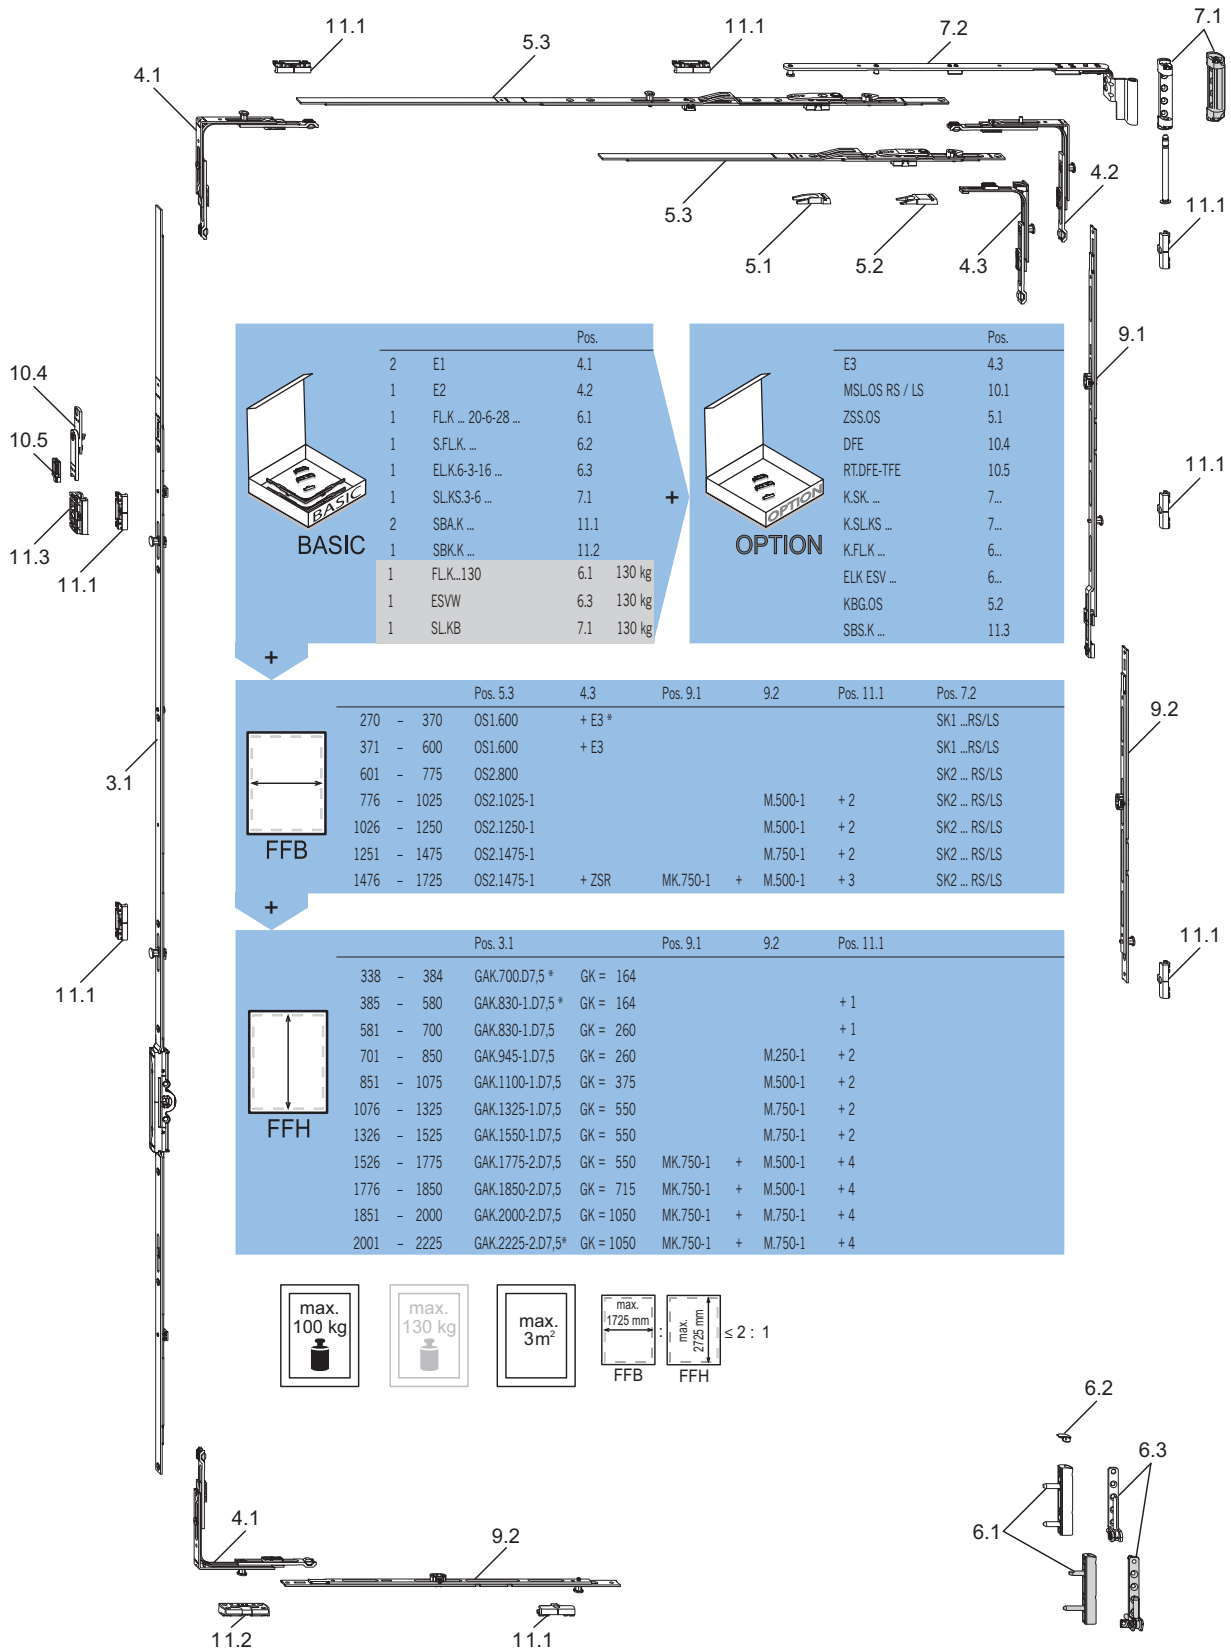 11.1
5.3
11.1
7.2
7.1
4.1
5.3
4.2
5.1
5.2
4.3
11.1
9.1
10.4
10.5
11.3
11.1
11.1
3.1
9.2
11.1
11.1
Pos.
2 E1 4.1
1 E2 4.2
1 FL.K ... 20-6-28 ... 6.1
1 S.FL.K. ... 6.2
1 EL.K.6-3-16 ... 6.3
1 SL.KS.3-6 ... 7.1
2 SBA.K ... 11.1
1 SBK.K ... 11.2
1 FL.K...130 6.1 130 kg
1 ESVW 6.3 130 kg
1 SL.KB 7.1 130 kg
BASIC
BASIC
+
Pos.
E3 4.3
MSL.OS RS / LS 10.1
ZSS.OS 5.1
DFE 10.4
RT.DFE-TFE 10.5
K.SK. ... 7...
K.SL.KS ... 7...
K.FL.K ... 6...
ELK ESV ... 6...
KBG.OS 5.2
SBS.K ... 11.3
OPTION
OPTION
+
Pos. 5.3 4.3 Pos. 9.1 9.2 Pos. 11.1 Pos. 7.2
270 – 370 OS1.600 + E3 * SK1 ...RS/LS
371 – 600 OS1.600 + E3 SK1 ...RS/LS
601 – 775 OS2.800 SK2 ... RS/LS
776 – 1025 OS2.1025-1 M.500-1 + 2 SK2 ... RS/LS
1026 – 1250 OS2.1250-1 M.500-1 + 2 SK2 ... RS/LS
1251 – 1475 OS2.1475-1 M.750-1 + 2 SK2 ... RS/LS
1476 – 1725 OS2.1475-1 + ZSR MK.750-1 + M.500-1 + 3 SK2 ... RS/LS
FFB
+
Pos. 3.1 Pos. 9.1 9.2 Pos. 11.1
338 – 384 GAK.700.D7,5 * GK = 164
385 – 580 GAK.830-1.D7,5 * GK = 164 + 1
581 – 700 GAK.830-1.D7,5 GK = 260 + 1
701 – 850 GAK.945-1.D7,5 GK = 260 M.250-1 + 2
851 – 1075 GAK.1100-1.D7,5 GK = 375 M.500-1 + 2
1076 – 1325 GAK.1325-1.D7,5 GK = 550 M.750-1 + 2
1326 – 1525 GAK.1550-1.D7,5 GK = 550 M.750-1 + 2
1526 – 1775 GAK.1775-2.D7,5 GK = 550 MK.750-1 + M.500-1 + 4
1776 – 1850 GAK.1850-2.D7,5 GK = 715 MK.750-1 + M.500-1 + 4
1851 – 2000 GAK.2000-2.D7,5 GK = 1050 MK.750-1 + M.750-1 + 4
2001 – 2225 GAK.2225-2.D7,5* GK = 1050 MK.750-1 + M.750-1 + 4
FFH
max.
100 kg
max.
130 kg
max.
3m²
max.
1725 mm
FFB
:
max.
2725 mm
FFH
≤ 2 : 1
6.2
6.3
6.1
4.1
9.2
11.2
11.1